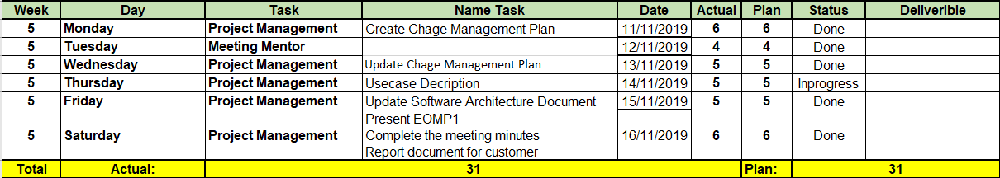 Week Day Task Name Task Date Actual Plan Status Deliverible
5 Monday Project Management Create Chage Management Plan 11/11/2019 6 6 Done
5 Tuesday Meeting Mentor 12/11/2019 4 4 Done
5 Wednesday Project Management Update Chage Management Plan 13/11/2019 5 5 Done
5 Thursday Project Management Usecase Decription 14/11/2019 5 5 Inprogress
5 Friday Project Management Update Software Architecture Document 15/11/2019 5 5 Done
Present EOMP1
5 Saturday Project Management Complete the meeting minutes 16/11/2019 6 6 Done
Report document for customer
Total Actual: 31 Plan: 31